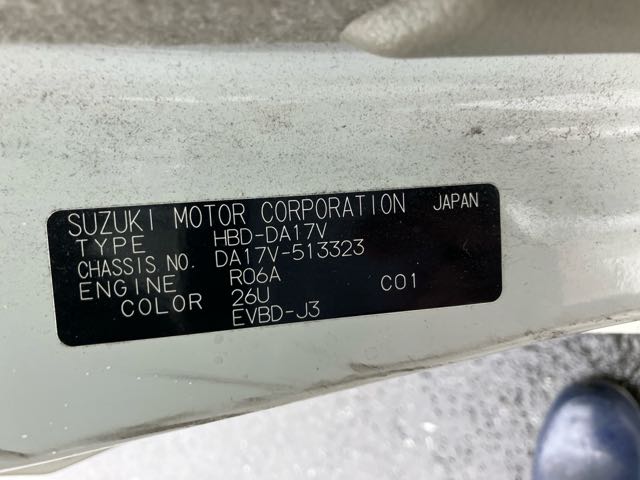 SUZUKI MOTOR CORPORATION JAPAN
TYPE HBD-DA17V
CHASSIS NO. DA17V-513323
ENGINE R06A
COLOR 26U C01
EVBD-J3